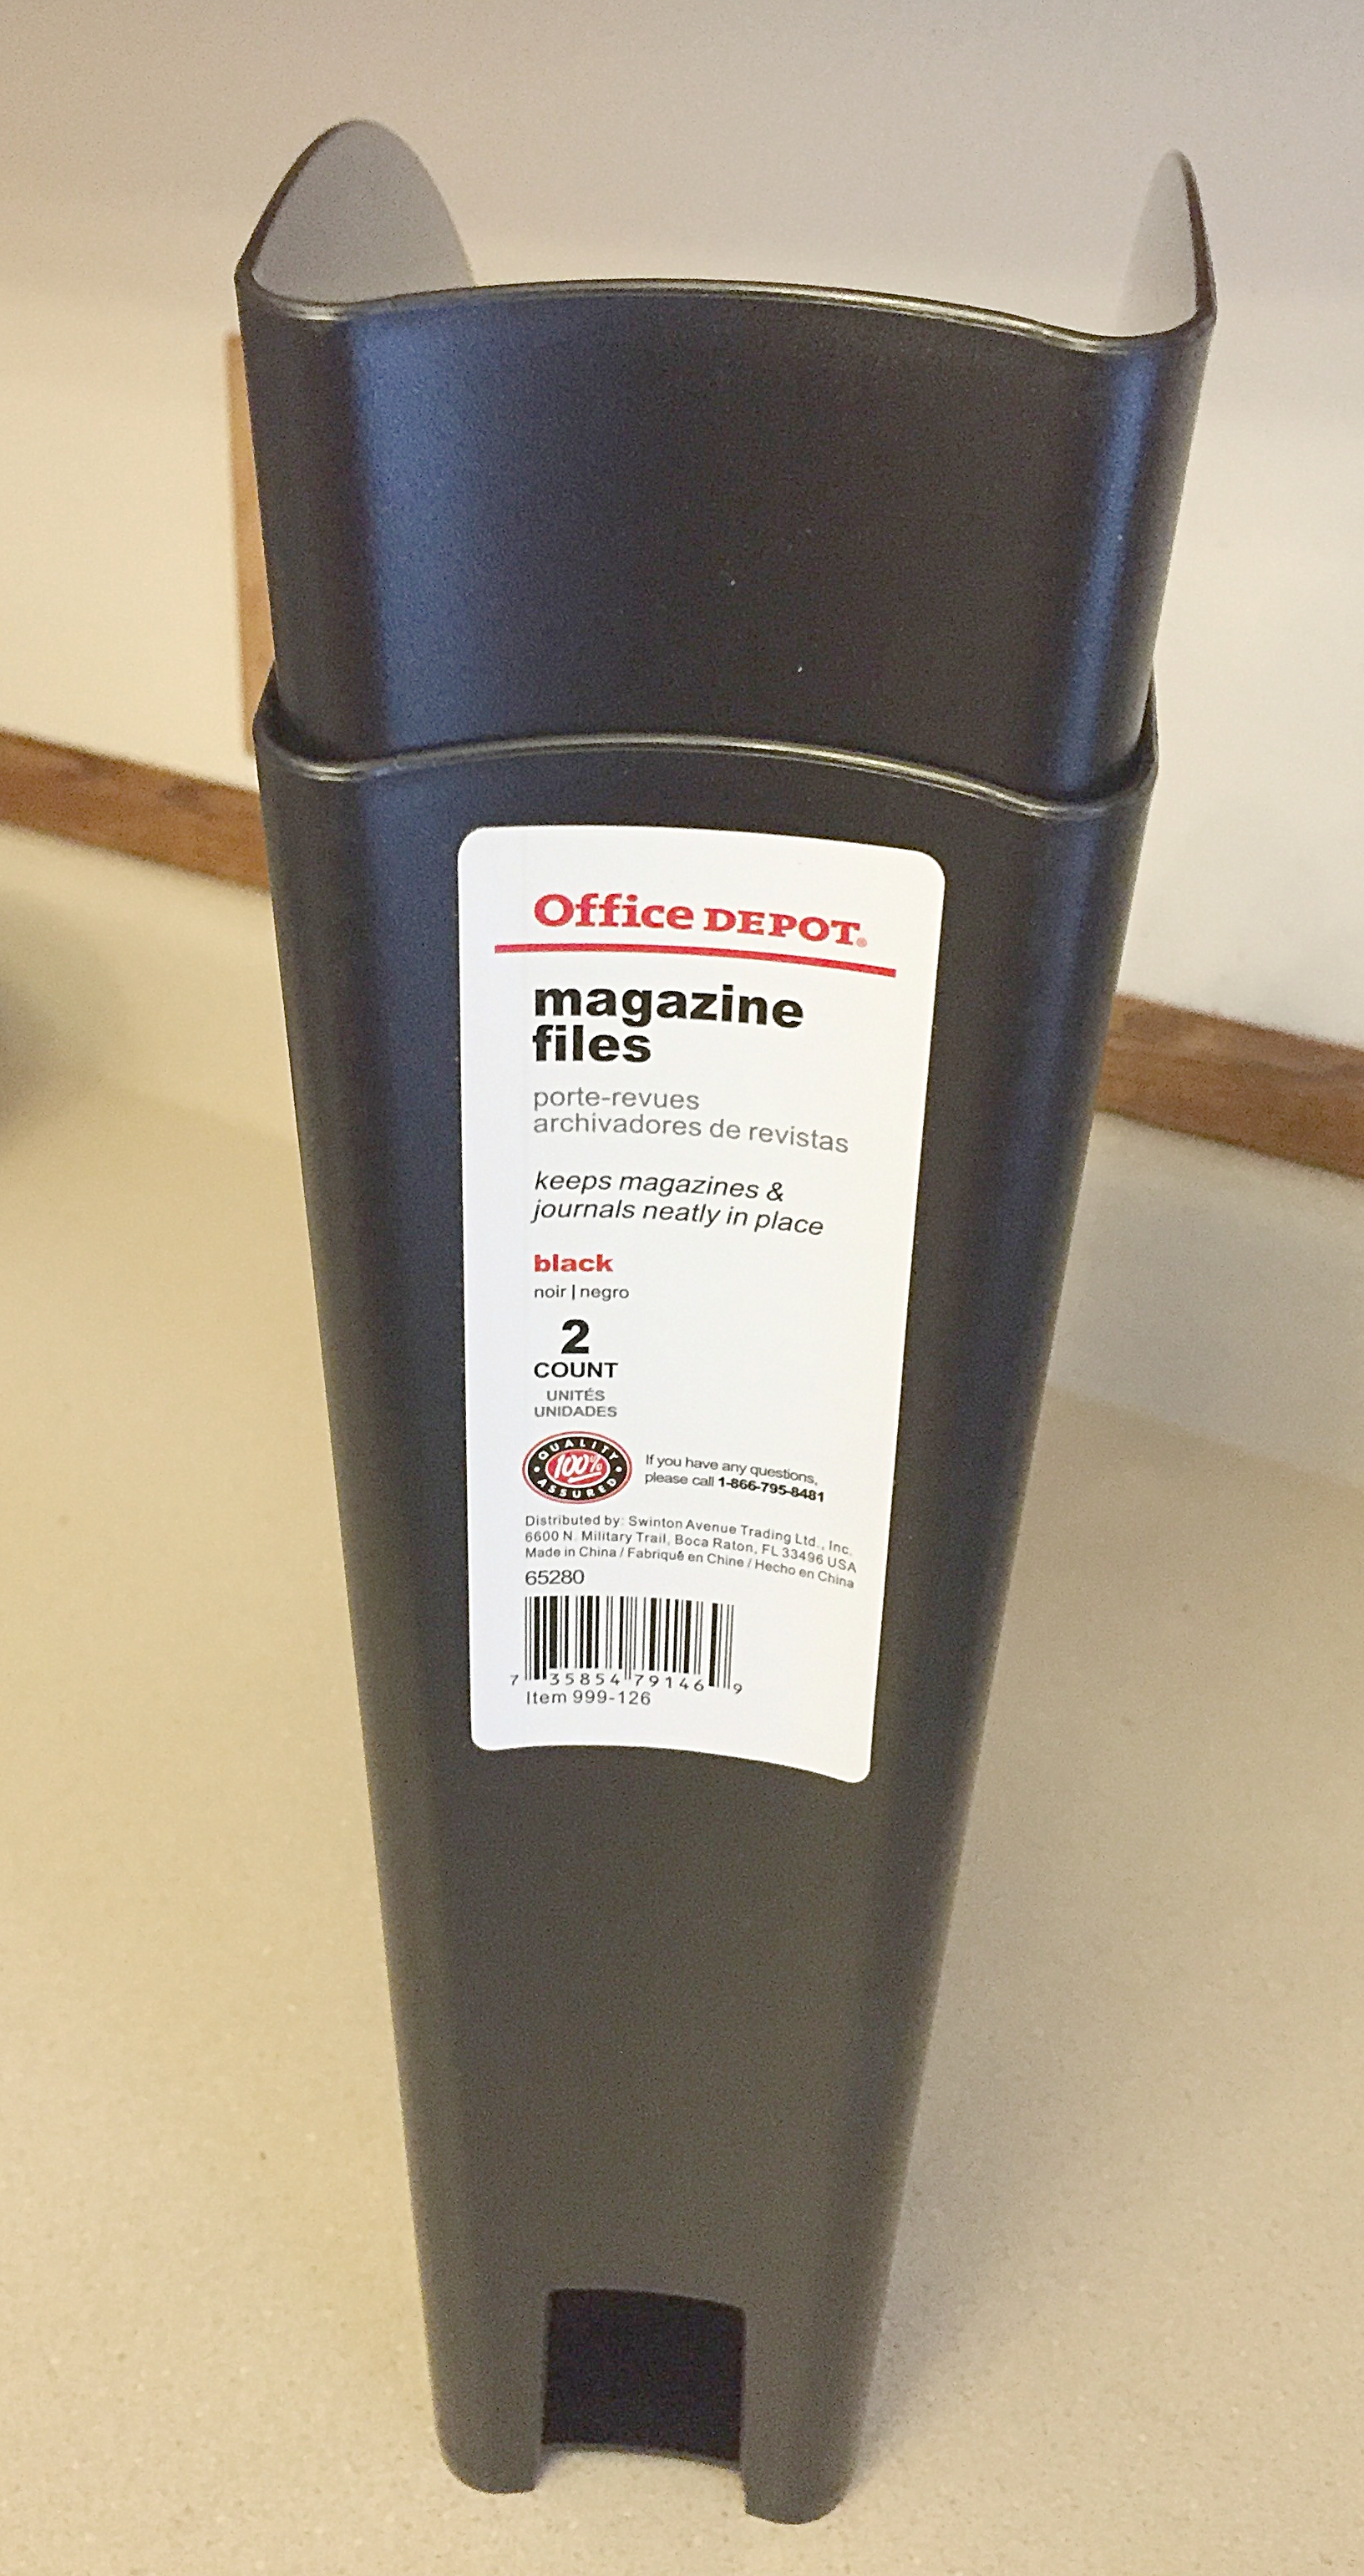 Office DEPOT®
magazine
files
porte-revues
archivadores de revistas
keeps magazines &
journals neatly in place
black
noir | negro
2
COUNT
UNITÉS
UNIDADES
QUALITY
100%
ASSURED
If you have any questions,
please call 1-866-795-8481
Distributed by: Swinton Avenue Trading Ltd., Inc.
6600 N. Military Trail, Boca Raton, FL 33496 USA
Made in China / Fabriqué en Chine / Hecho en China
65280
7 35854 79146 9
Item 999-126